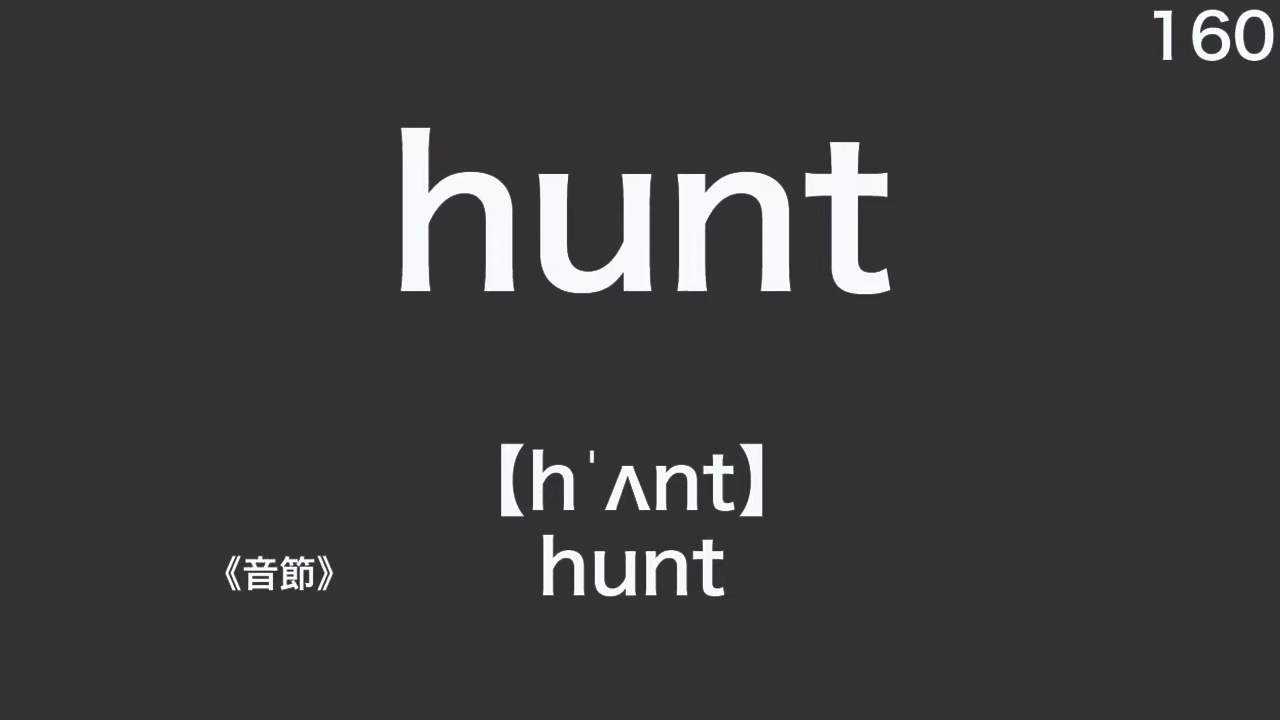 160
hunt
【hˈʌnt】
《音節》 hunt